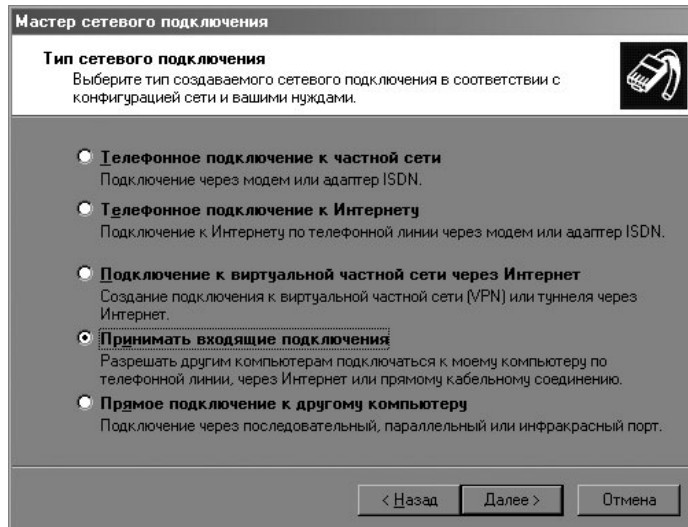 Мастер сетевого подключения
Тип сетевого подключения
Выберите тип создаваемого сетевого подключения в соответствии с
конфигурацией сети и вашими нуждами.
Телефонное подключение к частной сети
Подключение через модем или адаптер ISDN.
Телефонное подключение к Интернету
Подключение к Интернету по телефонной линии через модем или адаптер ISDN.
Подключение к виртуальной частной сети через Интернет
Создание подключения к виртуальной частной сети (VPN) или туннеля через
Интернет.
Принимать входящие подключения
Разрешать другим компьютерам подключаться к моему компьютеру по
телефонной линии, через Интернет или прямому кабельному соединению.
Прямое подключение к другому компьютеру
Подключение через последовательный, параллельный или инфракрасный порт.
< Назад Далее > Отмена